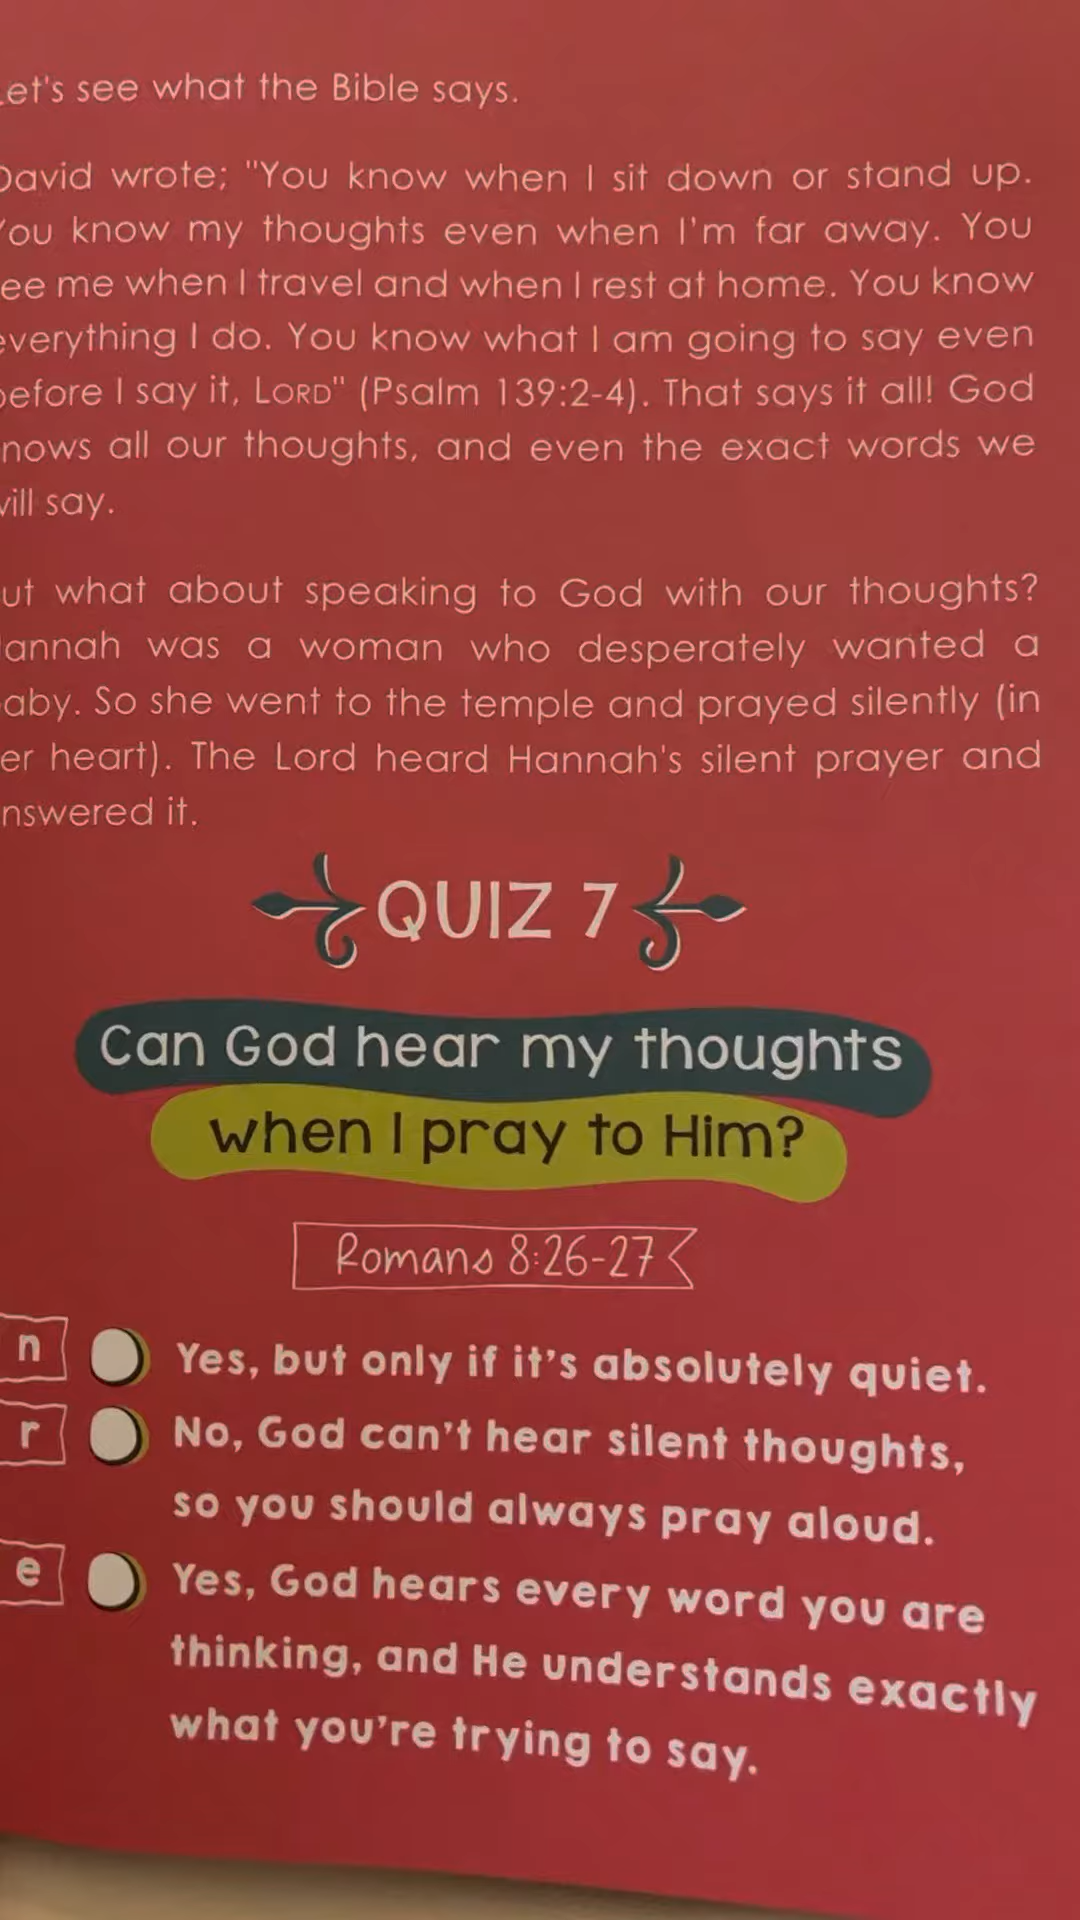 et's see what the Bible says.
David wrote; "You know when I sit down or stand up.
You know my thoughts even when I'm far away. You
ee me when I travel and when I rest at home. You know
everything I do. You know what I am going to say even
before I say it, LORD" (Psalm 139:2-4). That says it all! God
nows all our thoughts, and even the exact words we
will say.
ut what about speaking to God with our thoughts?
annah was a woman who desperately wanted a
aby. So she went to the temple and prayed silently (in
er heart). The Lord heard Hannah's silent prayer and
nswered it.
QUIZ 7
Can God hear my thoughts
when I pray to Him?
Romans 8:26-27
n Yes, but only if it's absolutely quiet.
r No, God can't hear silent thoughts,
so you should always pray aloud.
e Yes, God hears every word you are
thinking, and He understands exactly
what you're trying to say.